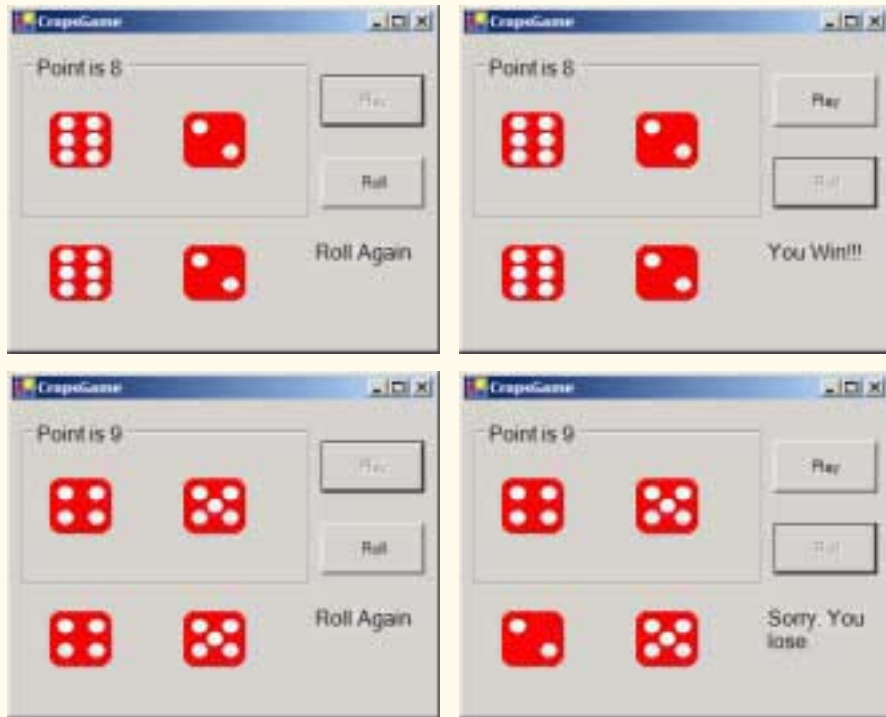 CrapsGame
Point is 8
Play
Roll
Roll Again
CrapsGame
Point is 8
Play
Roll
You Win!!!
CrapsGame
Point is 9
Play
Roll
Roll Again
CrapsGame
Point is 9
Play
Roll
Sorry. You
lose.